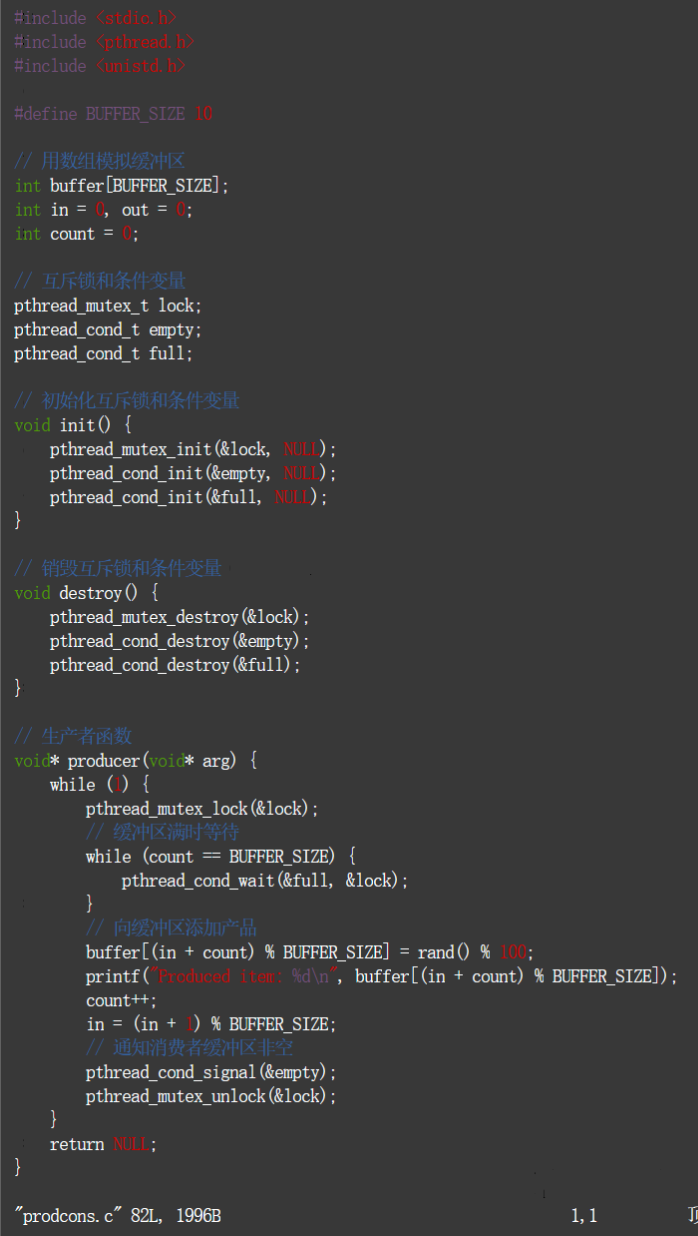 #include <stdio.h>
#include <pthread.h>
#include <unistd.h>
#define BUFFER_SIZE 10
// 用数组模拟缓冲区
int buffer[BUFFER_SIZE];
int in = 0, out = 0;
int count = 0;
// 互斥锁和条件变量
pthread_mutex_t lock;
pthread_cond_t empty;
pthread_cond_t full;
// 初始化互斥锁和条件变量
void init() {
    pthread_mutex_init(&lock, NULL);
    pthread_cond_init(&empty, NULL);
    pthread_cond_init(&full, NULL);
}
// 销毁互斥锁和条件变量
void destroy() {
    pthread_mutex_destroy(&lock);
    pthread_cond_destroy(&empty);
    pthread_cond_destroy(&full);
}
// 生产者函数
void* producer(void* arg) {
    while (1) {
        pthread_mutex_lock(&lock);
        // 缓冲区满时等待
        while (count == BUFFER_SIZE) {
            pthread_cond_wait(&full, &lock);
        }
        // 向缓冲区添加产品
        buffer[(in + count) % BUFFER_SIZE] = rand() % 100;
        printf("Produced item: %d\n", buffer[(in + count) % BUFFER_SIZE]);
        count++;
        in = (in + 1) % BUFFER_SIZE;
        // 通知消费者缓冲区非空
        pthread_cond_signal(&empty);
        pthread_mutex_unlock(&lock);
    }
    return NULL;
}
"prodcons.c" 82L, 1996B 1,1 顶